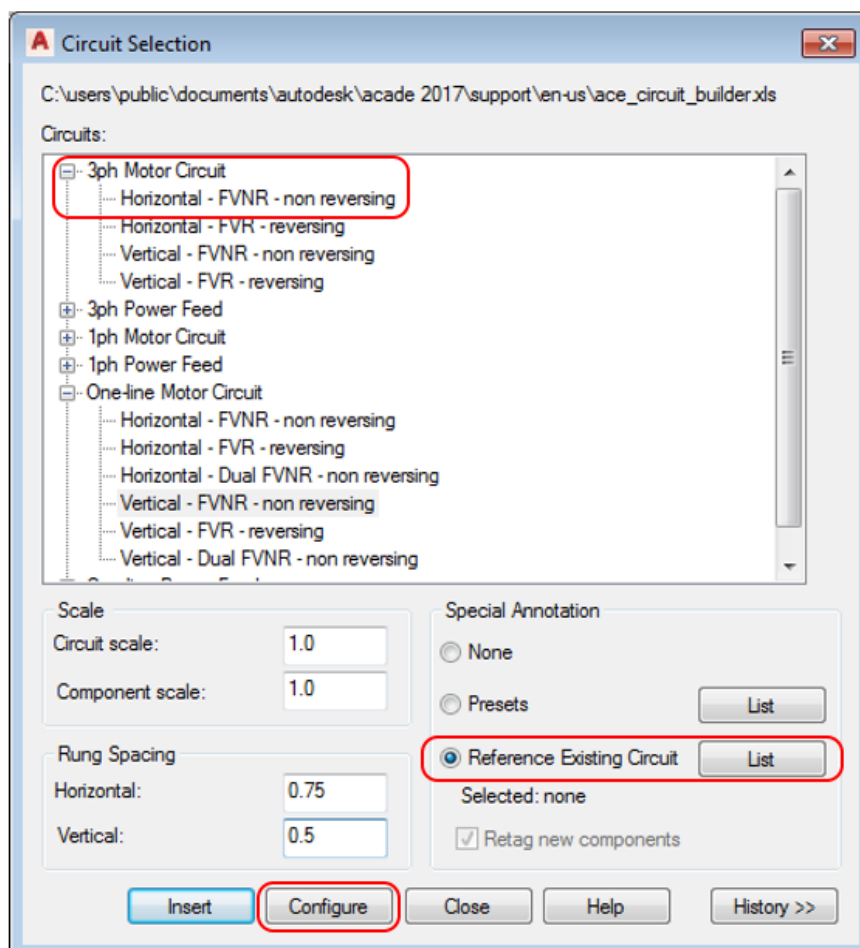 A Circuit Selection
C:\users\public\documents\autodesk\acade 2017\support\en-us\ace_circuit_builder.xls
Circuits:
3ph Motor Circuit
Horizontal - FVNR - non reversing
Horizontal - FVR - reversing
Vertical - FVNR - non reversing
Vertical - FVR - reversing
3ph Power Feed
1ph Motor Circuit
1ph Power Feed
One-line Motor Circuit
Horizontal - FVNR - non reversing
Horizontal - FVR - reversing
Horizontal - Dual FVNR - non reversing
Vertical - FVNR - non reversing
Vertical - FVR - reversing
Vertical - Dual FVNR - non reversing
Scale
Circuit scale: 1.0
Component scale: 1.0
Rung Spacing
Horizontal: 0.75
Vertical: 0.5
Special Annotation
None
Presets List
Reference Existing Circuit List
Selected: none
Retag new components
Insert Configure Close Help History >>